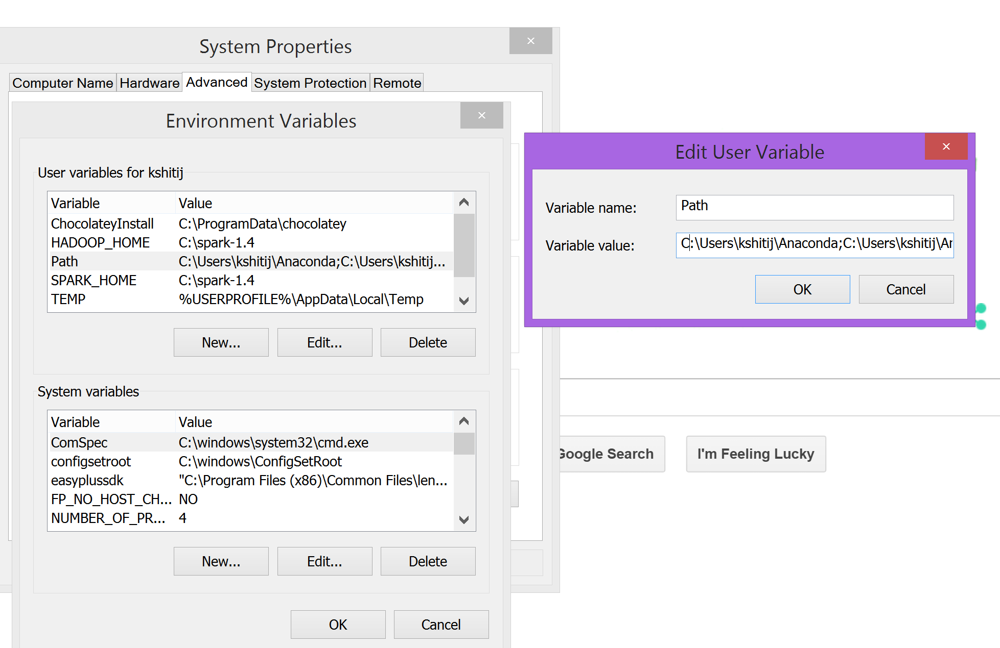 System Properties
Computer Name Hardware Advanced System Protection Remote
Environment Variables
User variables for kshitij
Variable Value
ChocolateyInstall C:\ProgramData\chocolatey
HADOOP_HOME C:\spark-1.4
Path C:\Users\kshitij\Anaconda;C:\Users\kshitij...
SPARK_HOME C:\spark-1.4
TEMP %USERPROFILE%\AppData\Local\Temp
New... Edit... Delete
System variables
Variable Value
ComSpec C:\windows\system32\cmd.exe
configsetroot C:\windows\ConfigSetRoot
easyplussdk "C:\Program Files (x86)\Common Files\len...
FP_NO_HOST_CH... NO
NUMBER_OF_PR... 4
New... Edit... Delete
OK Cancel
Edit User Variable
Variable name: Path
Variable value: C:\Users\kshitij\Anaconda;C:\Users\kshitij\An
OK Cancel
Google Search I'm Feeling Lucky